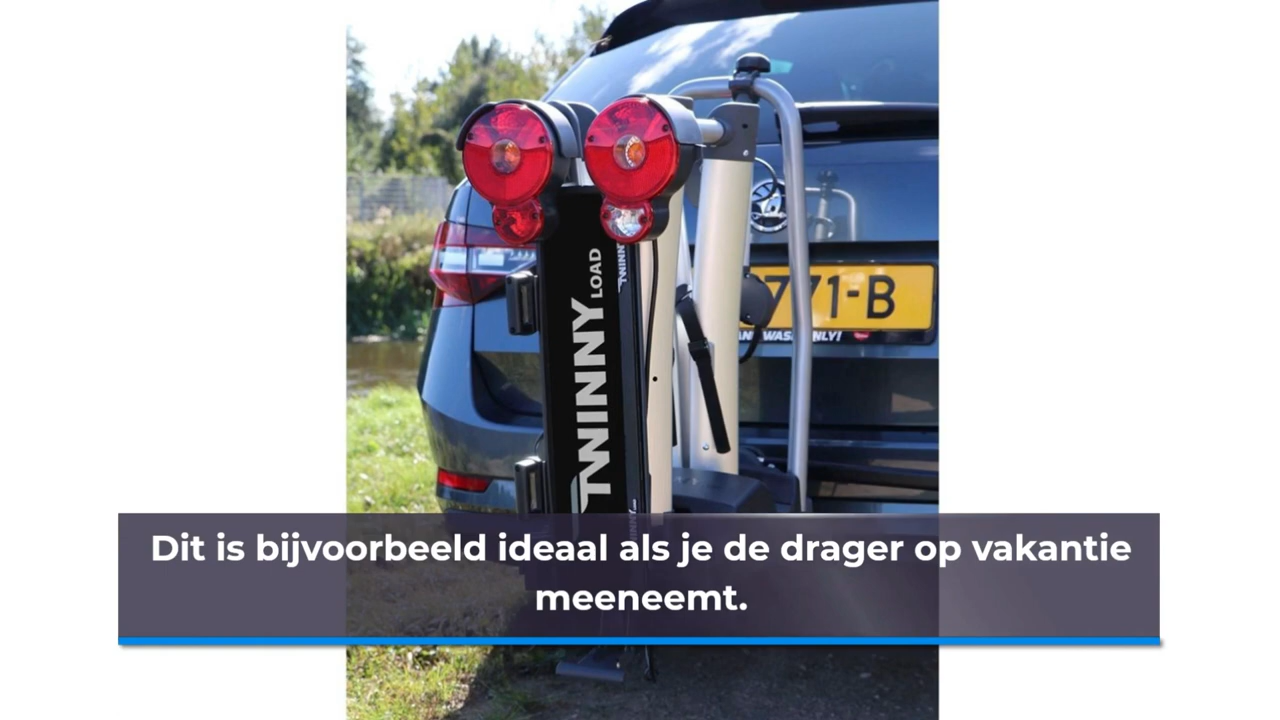 TWINNY
LOAD
771-B
Dit is bijvoorbeeld ideaal als je de drager op vakantie
meeneemt.